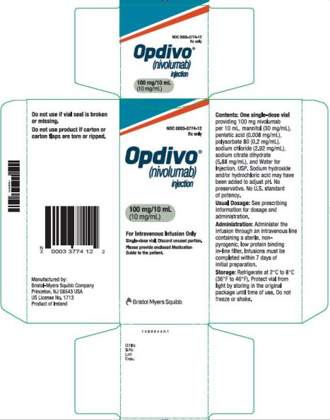 NDC 0003-3774-12
Rx only
Opdivo®
(nivolumab)
injection
100 mg/10 mL
(10 mg/mL)
Do not use if vial seal is broken
or missing.
Do not use product if carton or
carton flaps are torn or ripped.
0003 3774 12
Manufactured by:
Bristol-Myers Squibb Company
Princeton, NJ 08543 USA
US License No. 1713
Product of Ireland
NDC 0003-3774-12
Rx only
Opdivo®
(nivolumab)
injection
100 mg/10 mL
(10 mg/mL)
For Intravenous Infusion Only
Single-dose vial. Discard unused portion.
Please provide enclosed Medication
Guide to the patient.
Bristol-Myers Squibb
Contents: One single-dose vial
providing 100 mg nivolumab
per 10 mL, mannitol (30 mg/mL),
pentetic acid (0.008 mg/mL),
polysorbate 80 (0.2 mg/mL),
sodium chloride (2.92 mg/mL),
sodium citrate dihydrate
(5.88 mg/mL), and Water for
Injection, USP. Sodium hydroxide
and/or hydrochloric acid may have
been added to adjust pH. No
preservatives. No U.S. standard
of potency.
Usual Dosage: See prescribing
information for dosage and
administration.
Administration: Administer the
infusion through an intravenous line
containing a sterile, non-
pyrogenic, low protein binding
in-line filter. Infusions must be
completed within 7 days of
initial preparation.
Storage: Refrigerate at 2°C to 8°C
(36°F to 46°F). Protect vial from
light by storing in the original
package until time of use. Do not
freeze or shake.
GTIN:
S/N:
Lot:
Exp.: